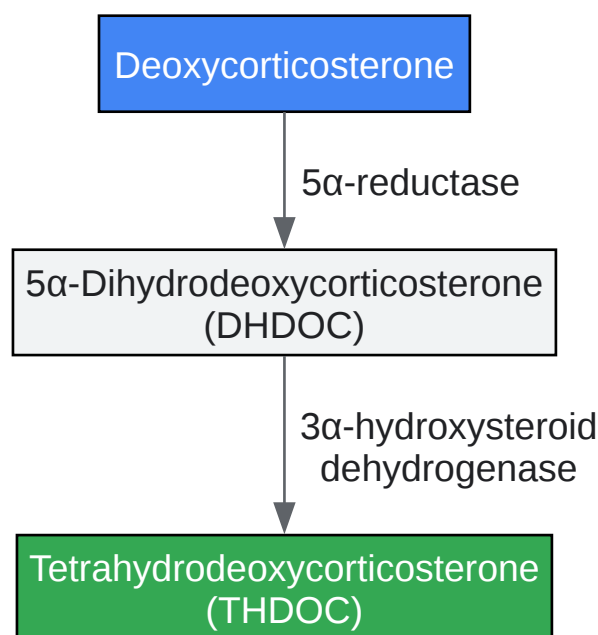 Deoxycorticosterone
5α-reductase
5α-Dihydrodeoxycorticosterone
(DHDOC)
3α-hydroxysteroid
dehydrogenase
Tetrahydrodeoxycorticosterone
(THDOC)